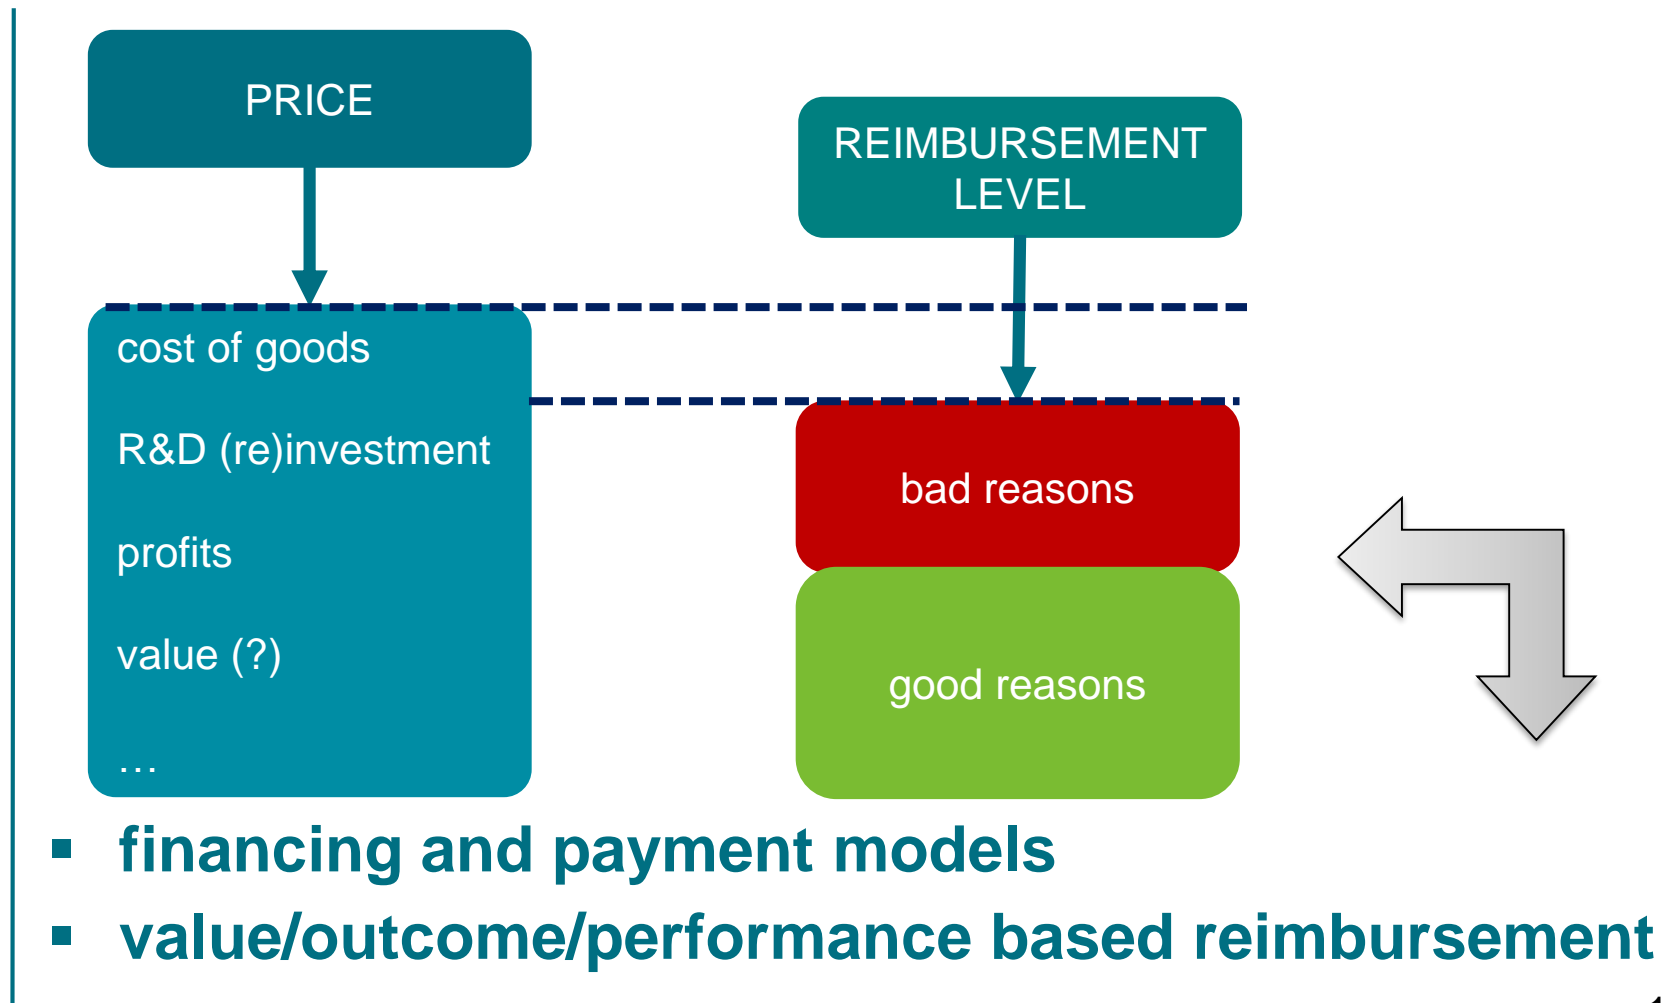 PRICE
REIMBURSEMENT
LEVEL
cost of goods
R&D (re)investment
profits
value (?)
…
bad reasons
good reasons
▪ financing and payment models
▪ value/outcome/performance based reimbursement